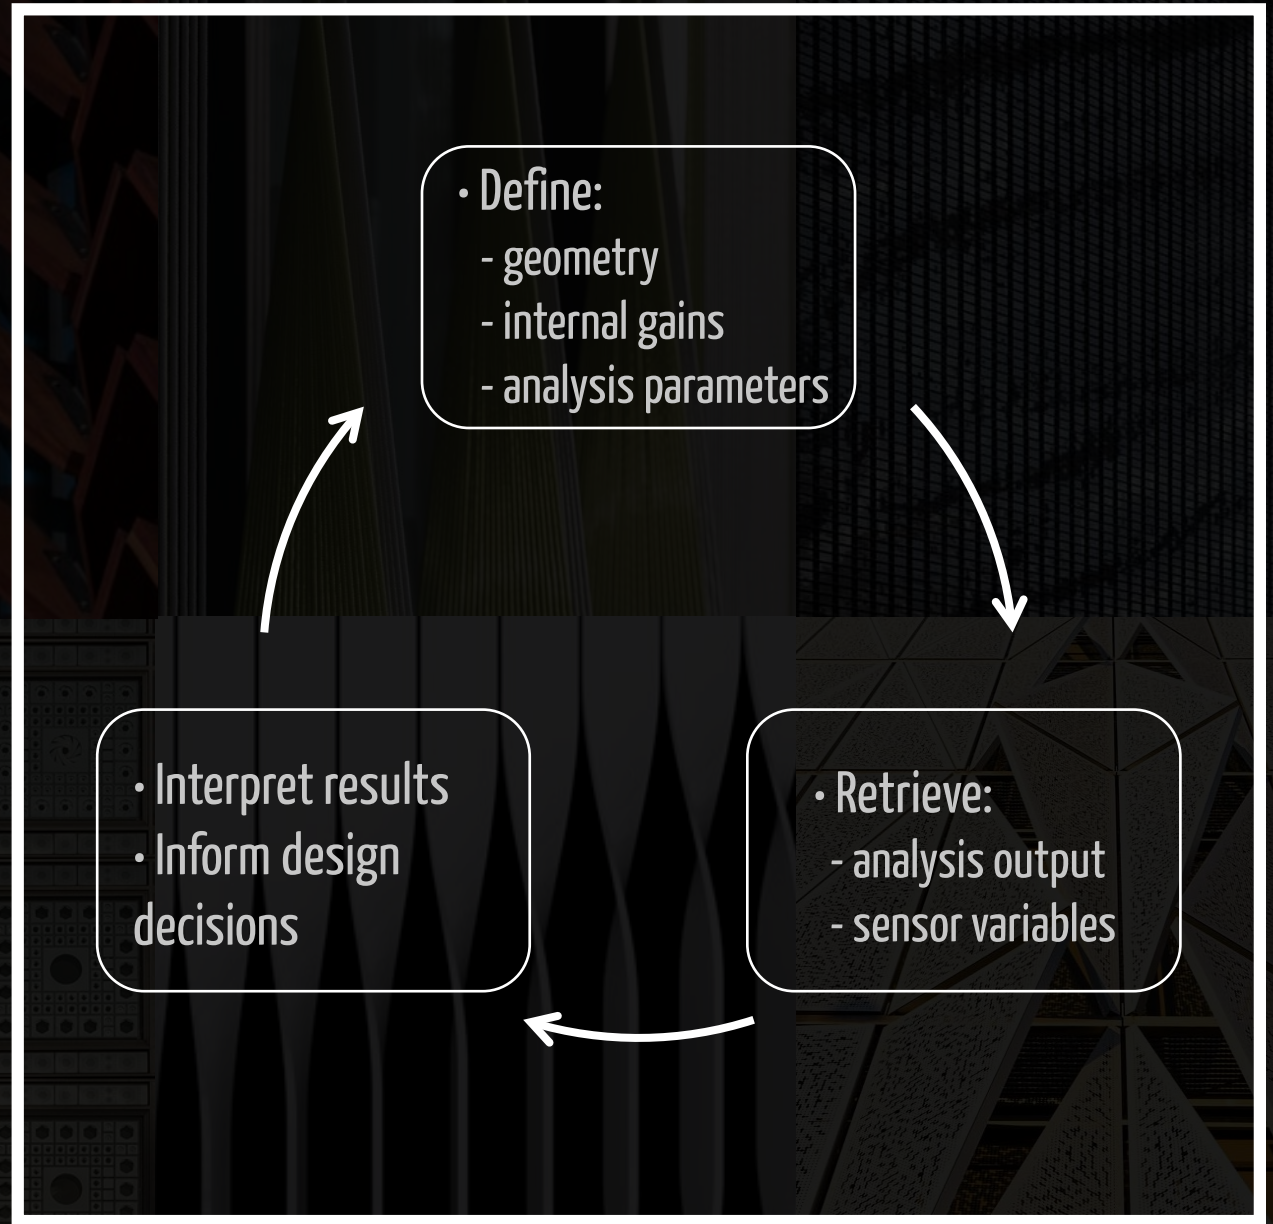 • Define:
- geometry
- internal gains
- analysis parameters
• Interpret results
• Inform design
decisions
• Retrieve:
- analysis output
- sensor variables